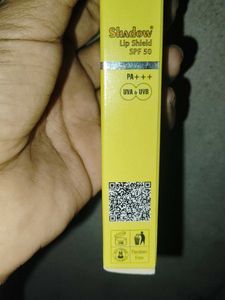 Shadow®
Lip Shield
SPF 50
PA+++
UVA & UVB
Paraben
Free